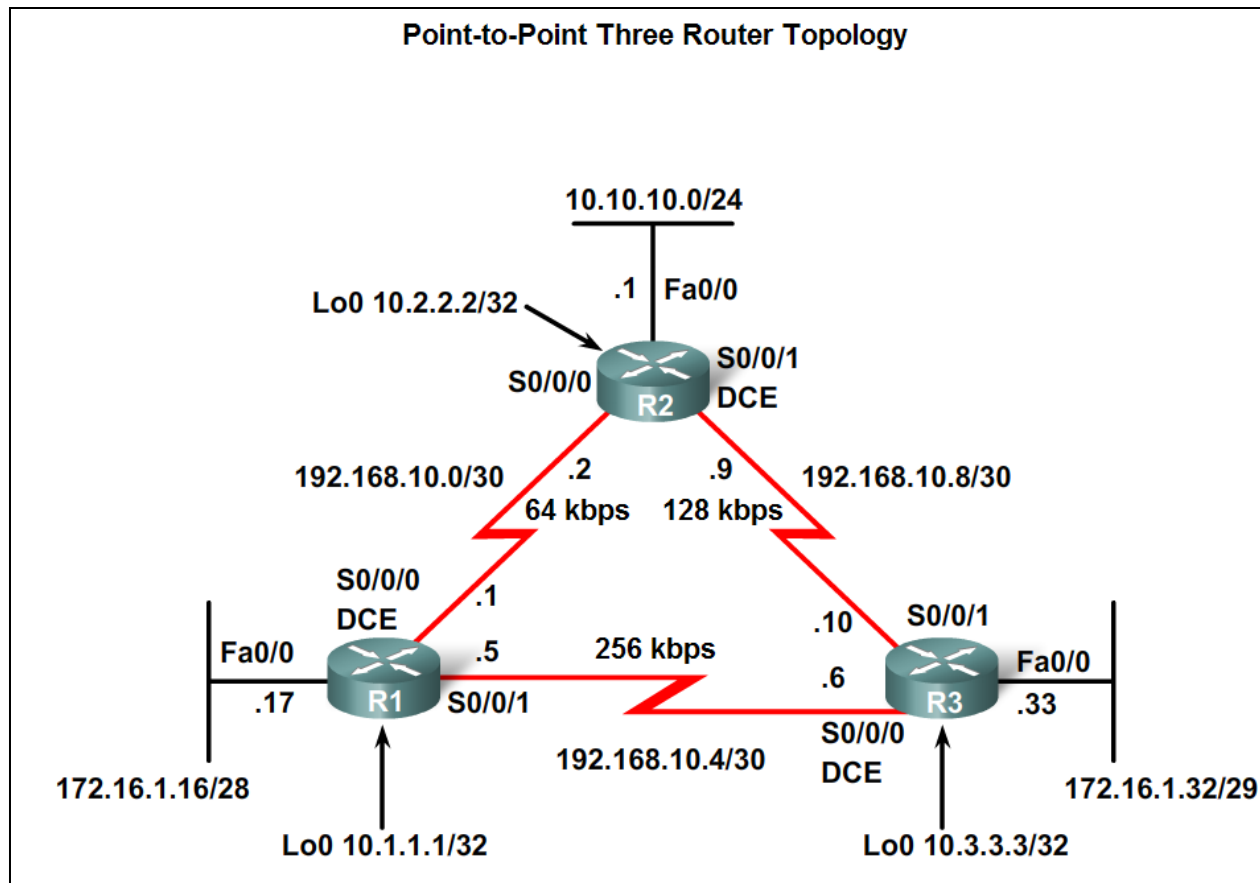 Point-to-Point Three Router Topology
10.10.10.0/24
.1
Fa0/0
Lo0 10.2.2.2/32
S0/0/0
S0/0/1
DCE
R2
192.168.10.0/30
.2
.9
192.168.10.8/30
64 kbps
128 kbps
S0/0/0
DCE
.1
.10
S0/0/1
Fa0/0
.5
256 kbps
.6
Fa0/0
.17
R1
S0/0/1
R3
.33
192.168.10.4/30
S0/0/0
DCE
172.16.1.16/28
172.16.1.32/29
Lo0 10.1.1.1/32
Lo0 10.3.3.3/32